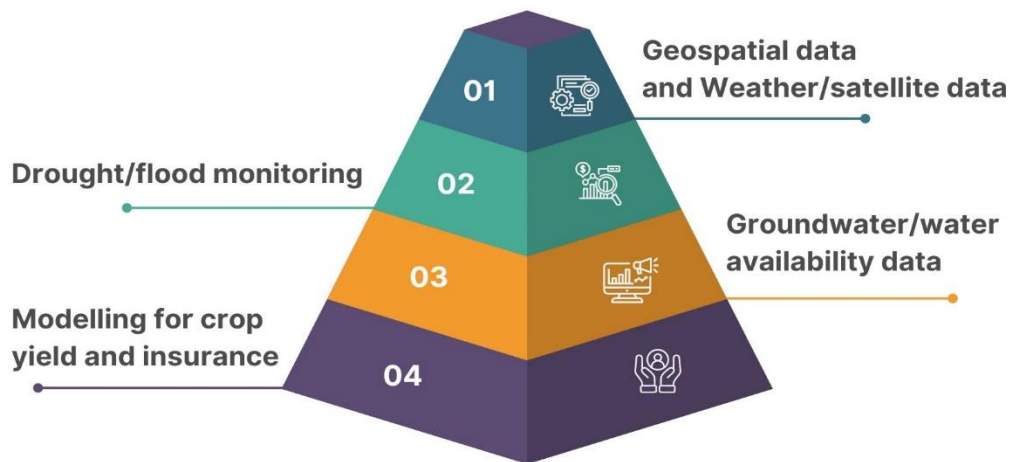 01
Geospatial data
and Weather/satellite data
Drought/flood monitoring
02
03
Groundwater/water
availability data
Modelling for crop
yield and insurance
04